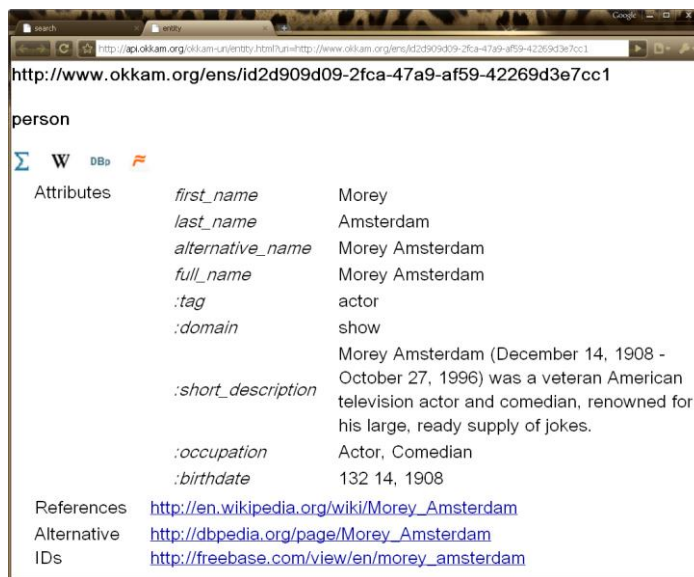 search
entity
Google
http://api.okkam.org/okkam-uri/entity.html?uri=http://www.okkam.org/ens/id2d909d09-2fca-47a9-af59-42269d3e7cc1
http://www.okkam.org/ens/id2d909d09-2fca-47a9-af59-42269d3e7cc1
person
Σ W DBp
Attributes
first_name Morey
last_name Amsterdam
alternative_name Morey Amsterdam
full_name Morey Amsterdam
:tag actor
:domain show
:short_description Morey Amsterdam (December 14, 1908 -
October 27, 1996) was a veteran American
television actor and comedian, renowned for
his large, ready supply of jokes.
:occupation Actor, Comedian
:birthdate 132 14, 1908
References http://en.wikipedia.org/wiki/Morey_Amsterdam
Alternative http://dbpedia.org/page/Morey_Amsterdam
IDs http://freebase.com/view/en/morey_amsterdam